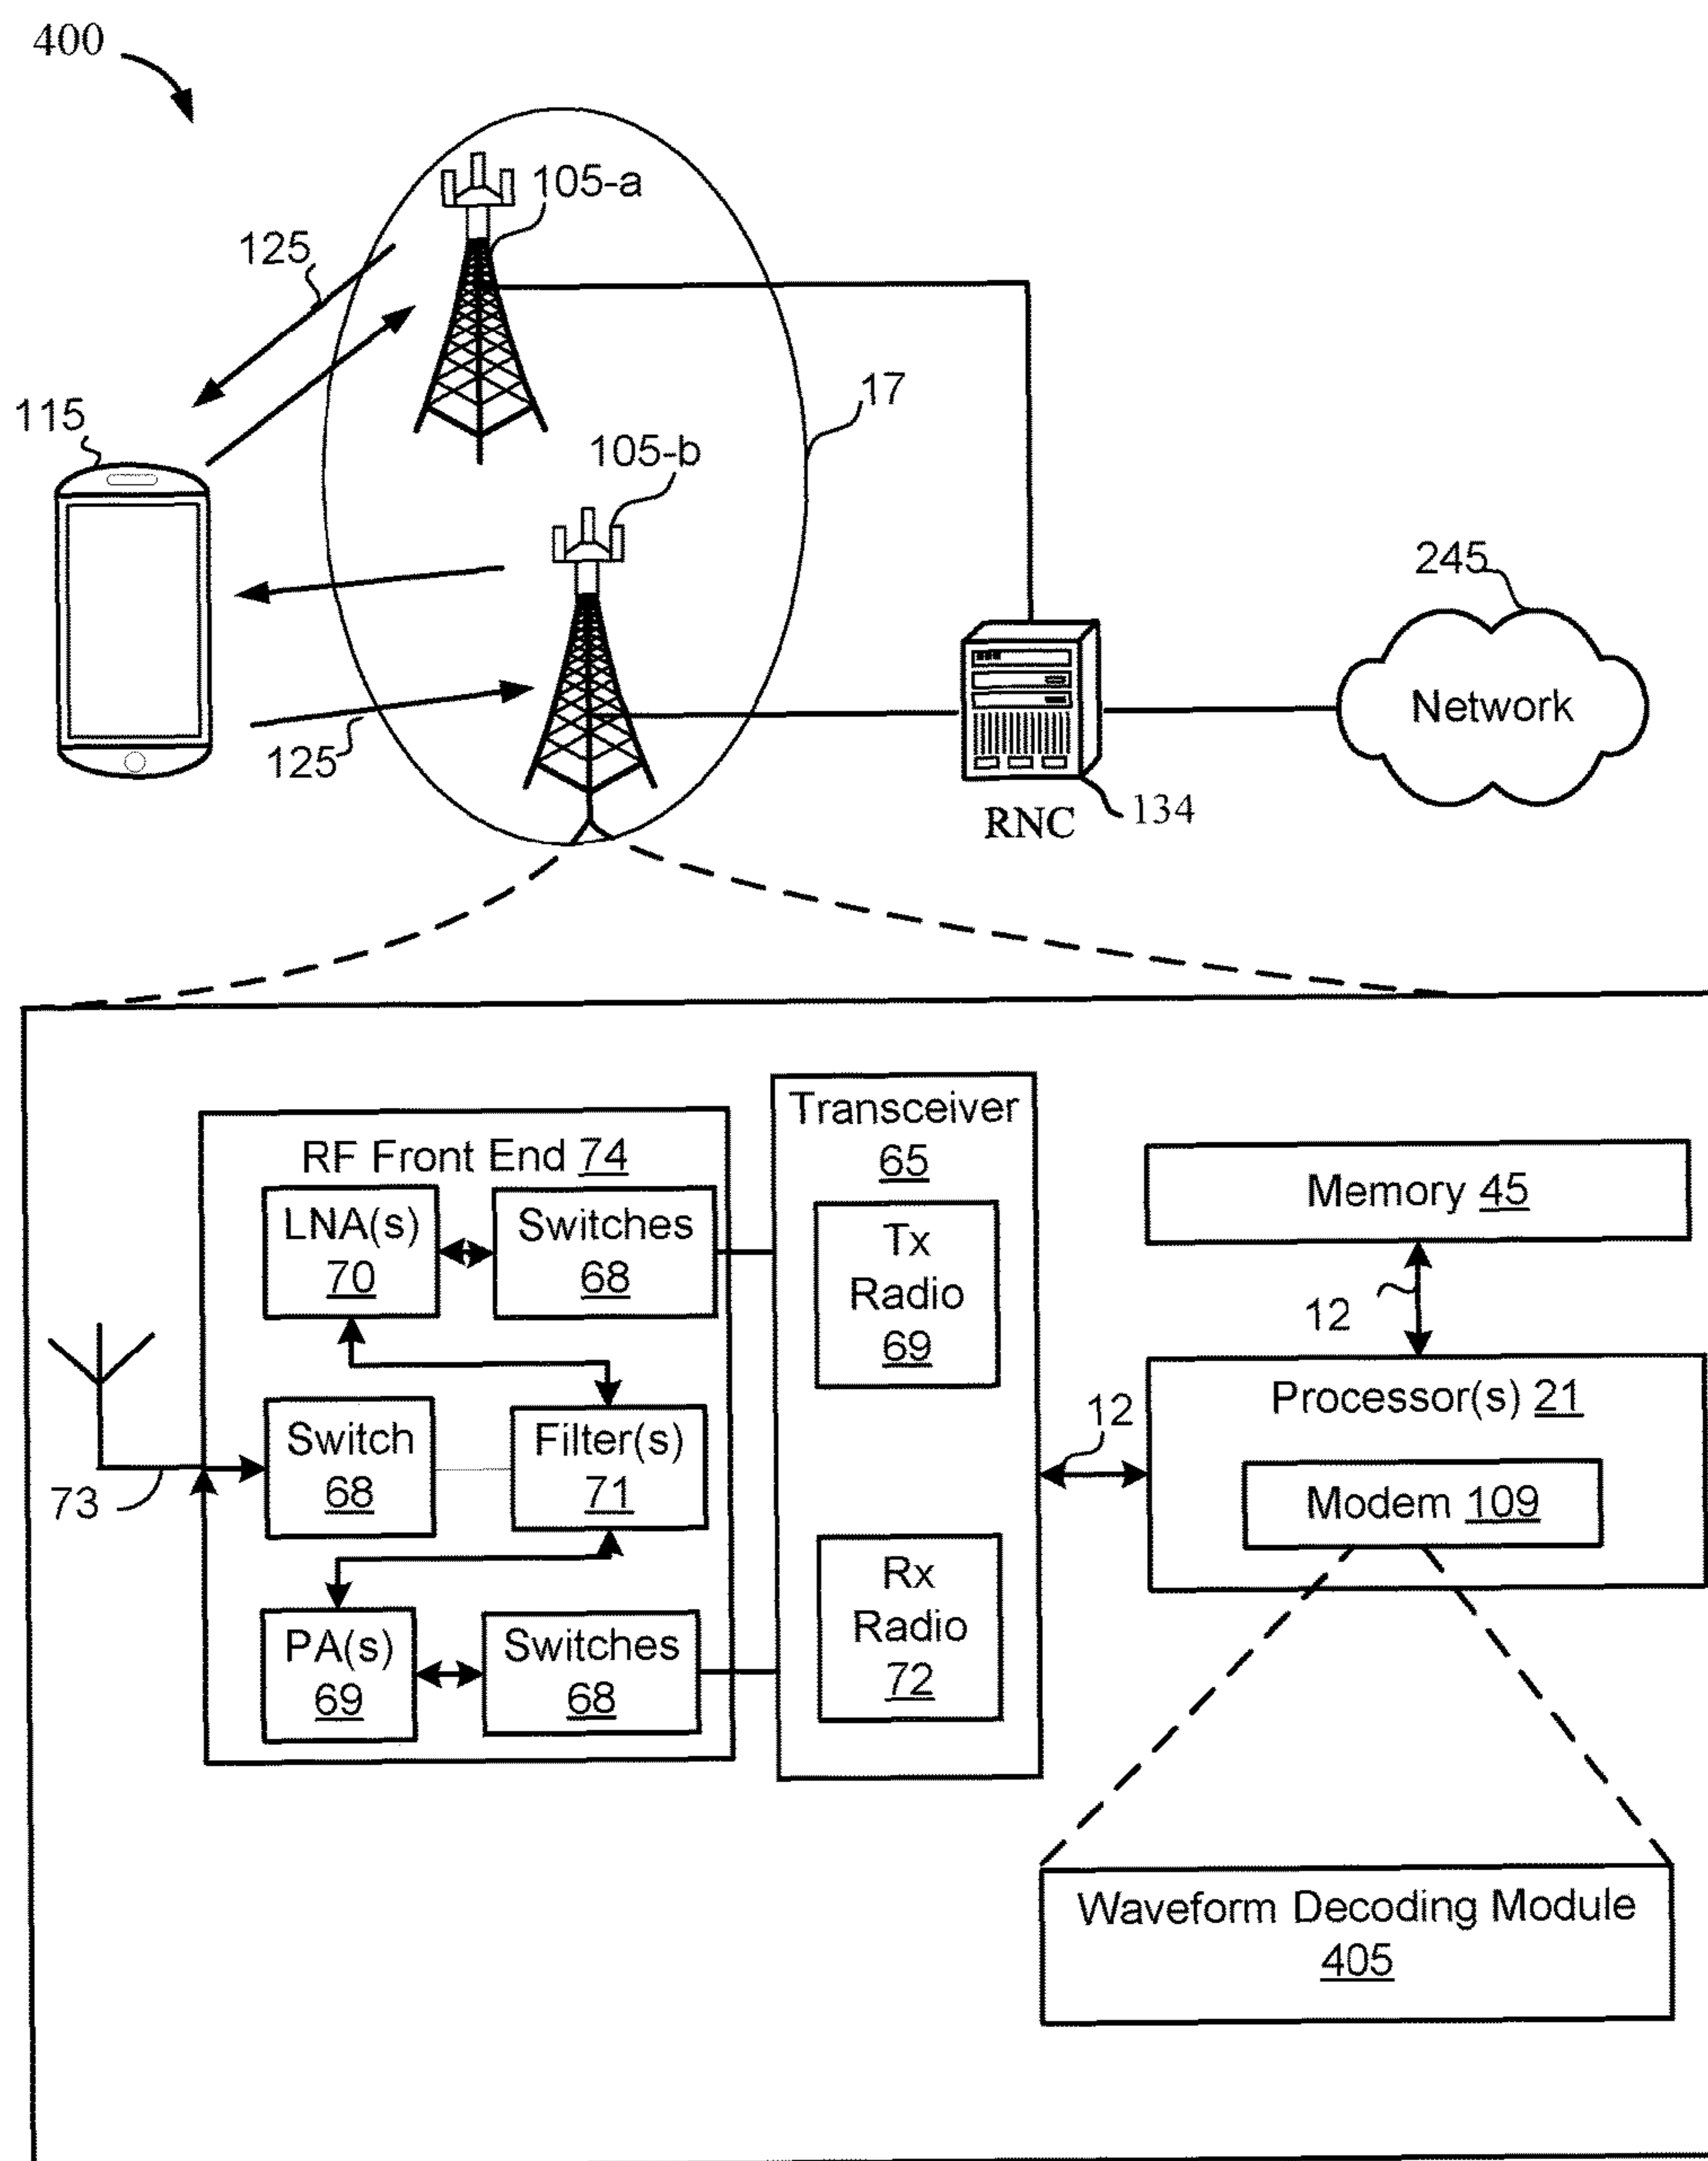 400
105-a
125
17
115
105-b
245
Network
125
134
RNC
Transceiver
65
RF Front End 74
Memory 45
LNA(s)
70
Switches
68
Tx
Radio
69
12
Processor(s) 21
12
Switch
68
Filter(s)
71
73
Modem 109
Rx
Radio
72
PA(s)
69
Switches
68
Waveform Decoding Module
405